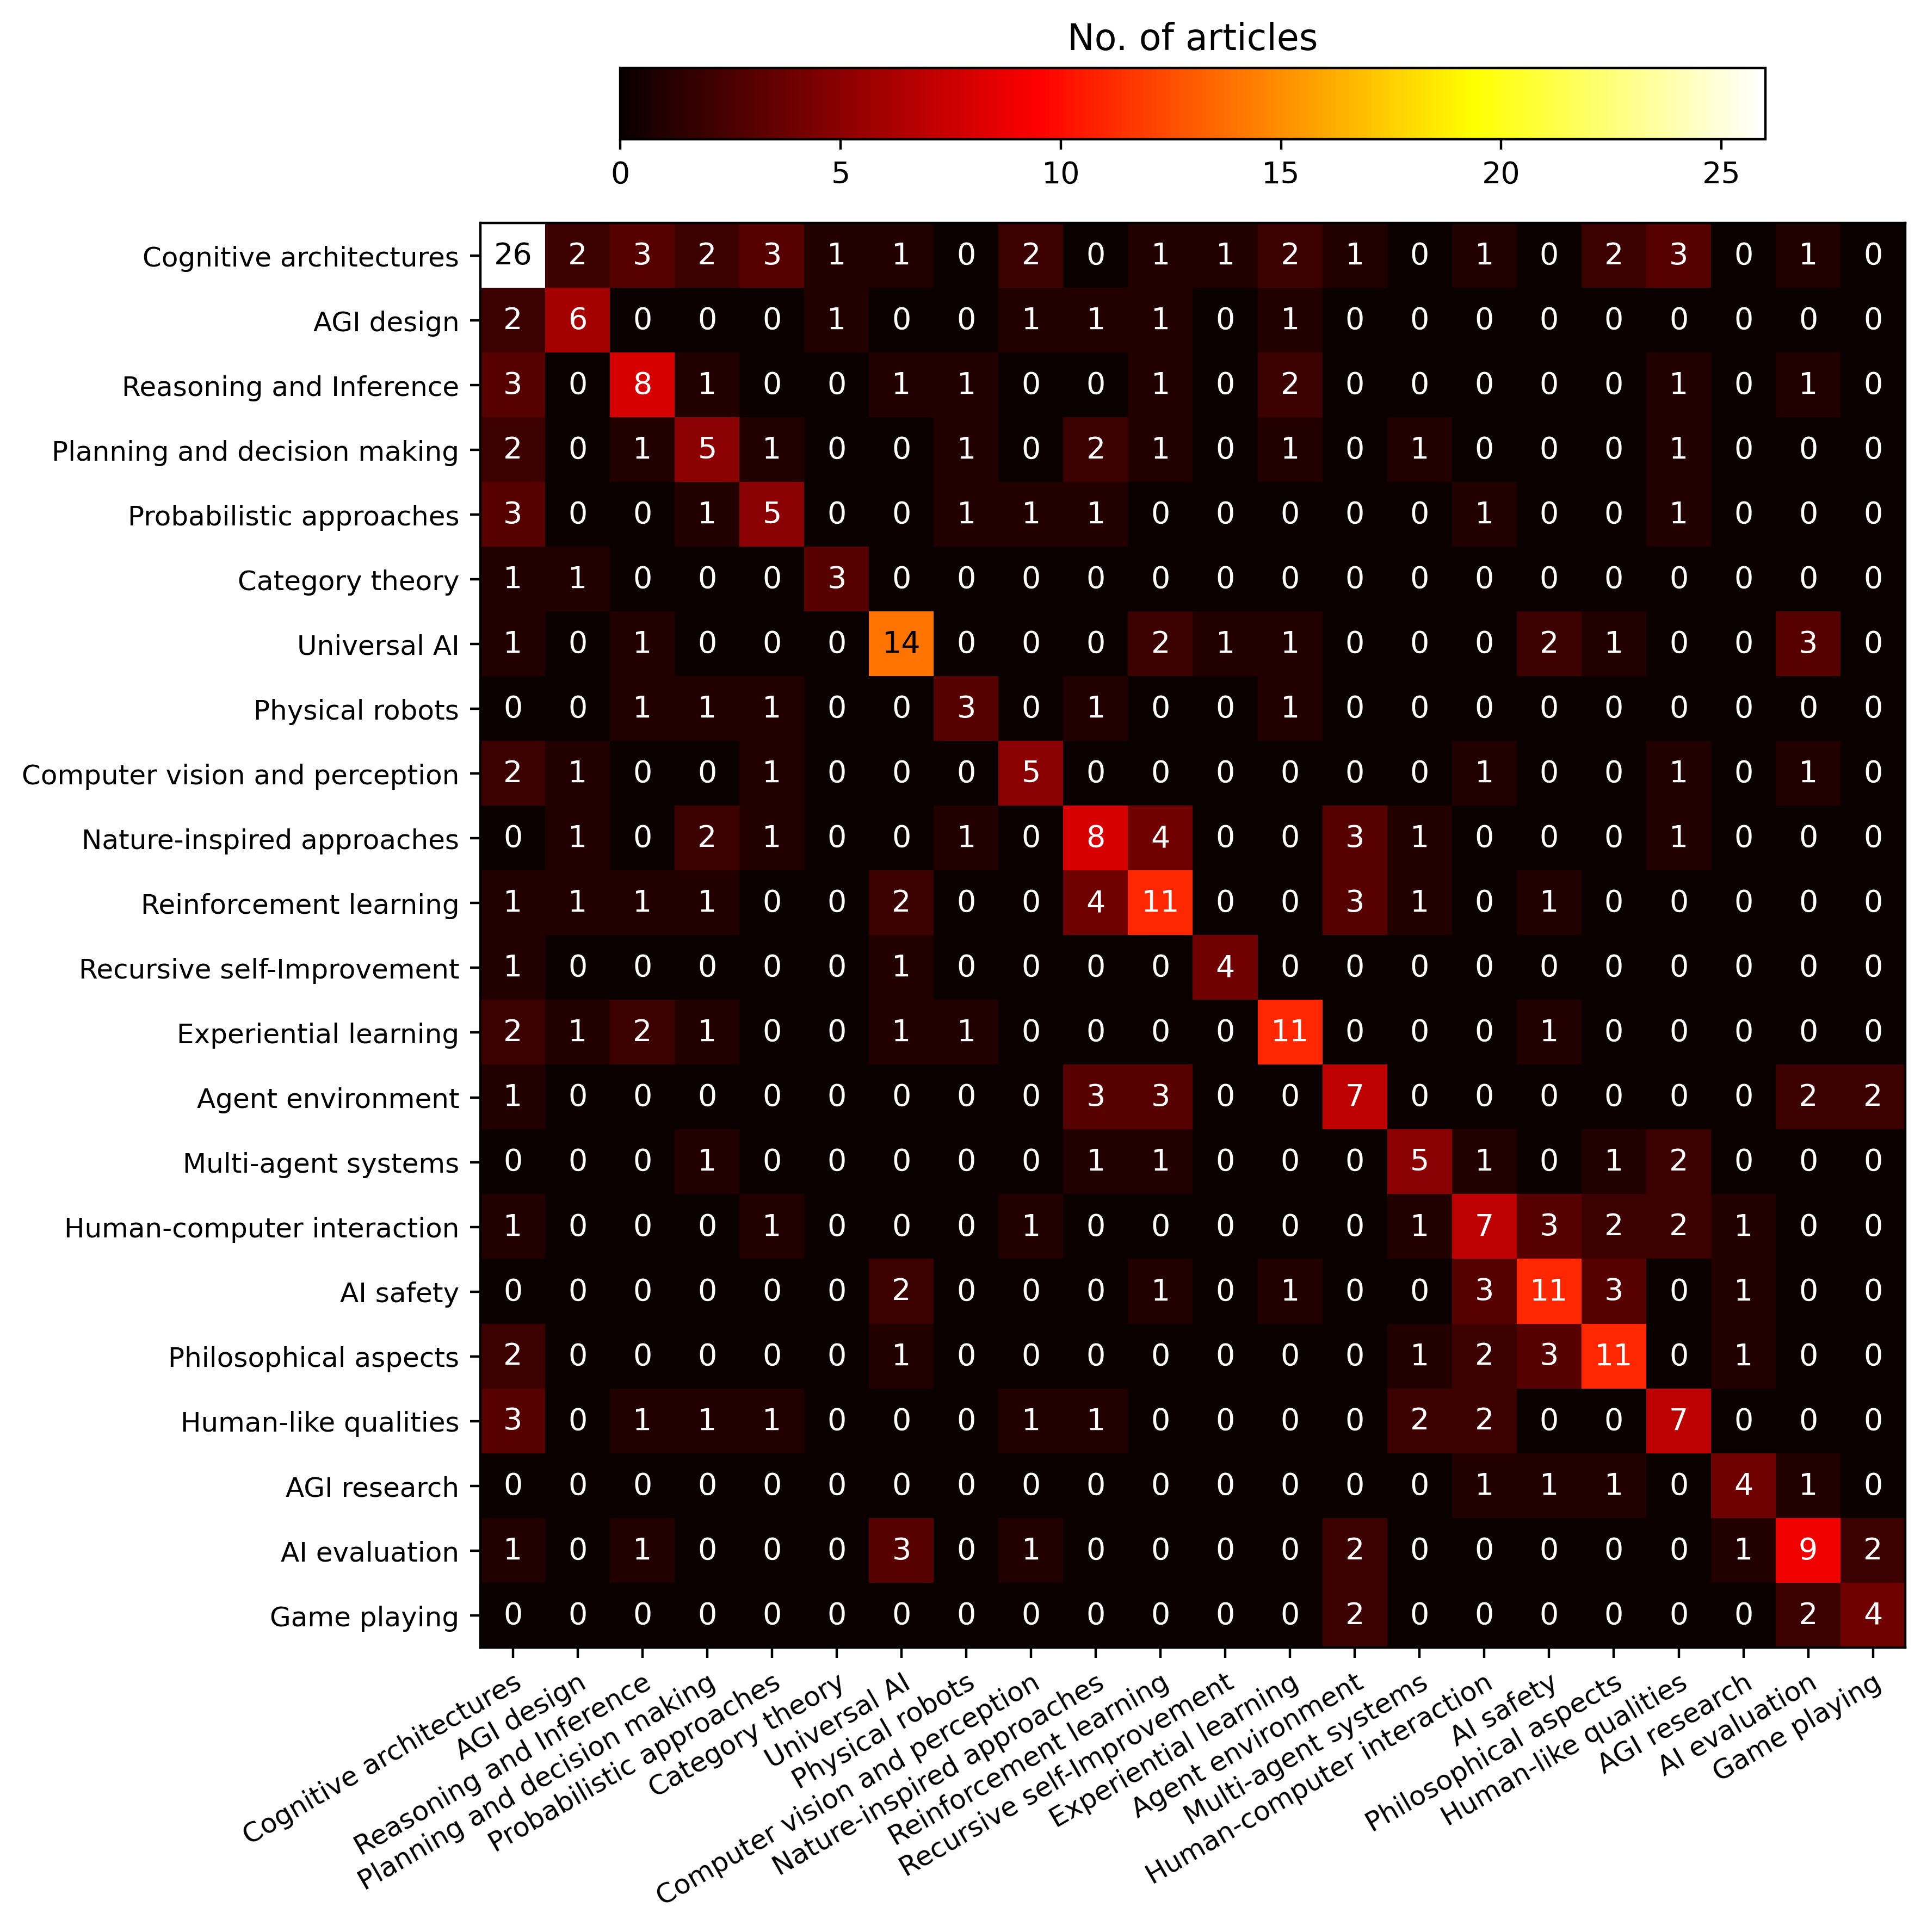 No. of articles
0 5 10 15 20 25
Cognitive architectures 26 2 3 2 3 1 1 0 2 0 1 1 2 1 0 1 0 2 3 0 1 0
AGI design 2 6 0 0 0 1 0 0 1 1 1 0 1 0 0 0 0 0 0 0 0 0
Reasoning and Inference 3 0 8 1 0 0 1 1 0 0 1 0 2 0 0 0 0 0 1 0 1 0
Planning and decision making 2 0 1 5 1 0 0 1 0 2 1 0 1 0 1 0 0 0 1 0 0 0
Probabilistic approaches 3 0 0 1 5 0 0 1 1 1 0 0 0 0 0 1 0 0 1 0 0 0
Category theory 1 1 0 0 0 3 0 0 0 0 0 0 0 0 0 0 0 0 0 0 0 0
Universal AI 1 0 1 0 0 0 14 0 0 0 2 1 1 0 0 0 2 1 0 0 3 0
Physical robots 0 0 1 1 1 0 0 3 0 1 0 0 1 0 0 0 0 0 0 0 0 0
Computer vision and perception 2 1 0 0 1 0 0 0 5 0 0 0 0 0 0 1 0 0 1 0 1 0
Nature-inspired approaches 0 1 0 2 1 0 0 1 0 8 4 0 0 3 1 0 0 0 1 0 0 0
Reinforcement learning 1 1 1 1 0 0 2 0 0 4 11 0 0 3 1 0 1 0 0 0 0 0
Recursive self-Improvement 1 0 0 0 0 0 1 0 0 0 0 4 0 0 0 0 0 0 0 0 0 0
Experiential learning 2 1 2 1 0 0 1 1 0 0 0 0 11 0 0 0 1 0 0 0 0 0
Agent environment 1 0 0 0 0 0 0 0 0 3 3 0 0 7 0 0 0 0 0 0 2 2
Multi-agent systems 0 0 0 1 0 0 0 0 0 1 1 0 0 0 5 1 0 1 2 0 0 0
Human-computer interaction 1 0 0 0 1 0 0 0 1 0 0 0 0 0 1 7 3 2 2 1 0 0
AI safety 0 0 0 0 0 0 2 0 0 0 1 0 1 0 0 3 11 3 0 1 0 0
Philosophical aspects 2 0 0 0 0 0 1 0 0 0 0 0 0 0 1 2 3 11 0 1 0 0
Human-like qualities 3 0 1 1 1 0 0 0 1 1 0 0 0 0 2 2 0 0 7 0 0 0
AGI research 0 0 0 0 0 0 0 0 0 0 0 0 0 0 0 1 1 1 0 4 1 0
AI evaluation 1 0 1 0 0 0 3 0 1 0 0 0 0 2 0 0 0 0 0 1 9 2
Game playing 0 0 0 0 0 0 0 0 0 0 0 0 0 2 0 0 0 0 0 0 2 4
Cognitive architectures
AGI design
Reasoning and Inference
Planning and decision making
Probabilistic approaches
Category theory
Universal AI
Physical robots
Computer vision and perception
Nature-inspired approaches
Reinforcement learning
Recursive self-Improvement
Experiential learning
Agent environment
Multi-agent systems
Human-computer interaction
AI safety
Philosophical aspects
Human-like qualities
AGI research
AI evaluation
Game playing